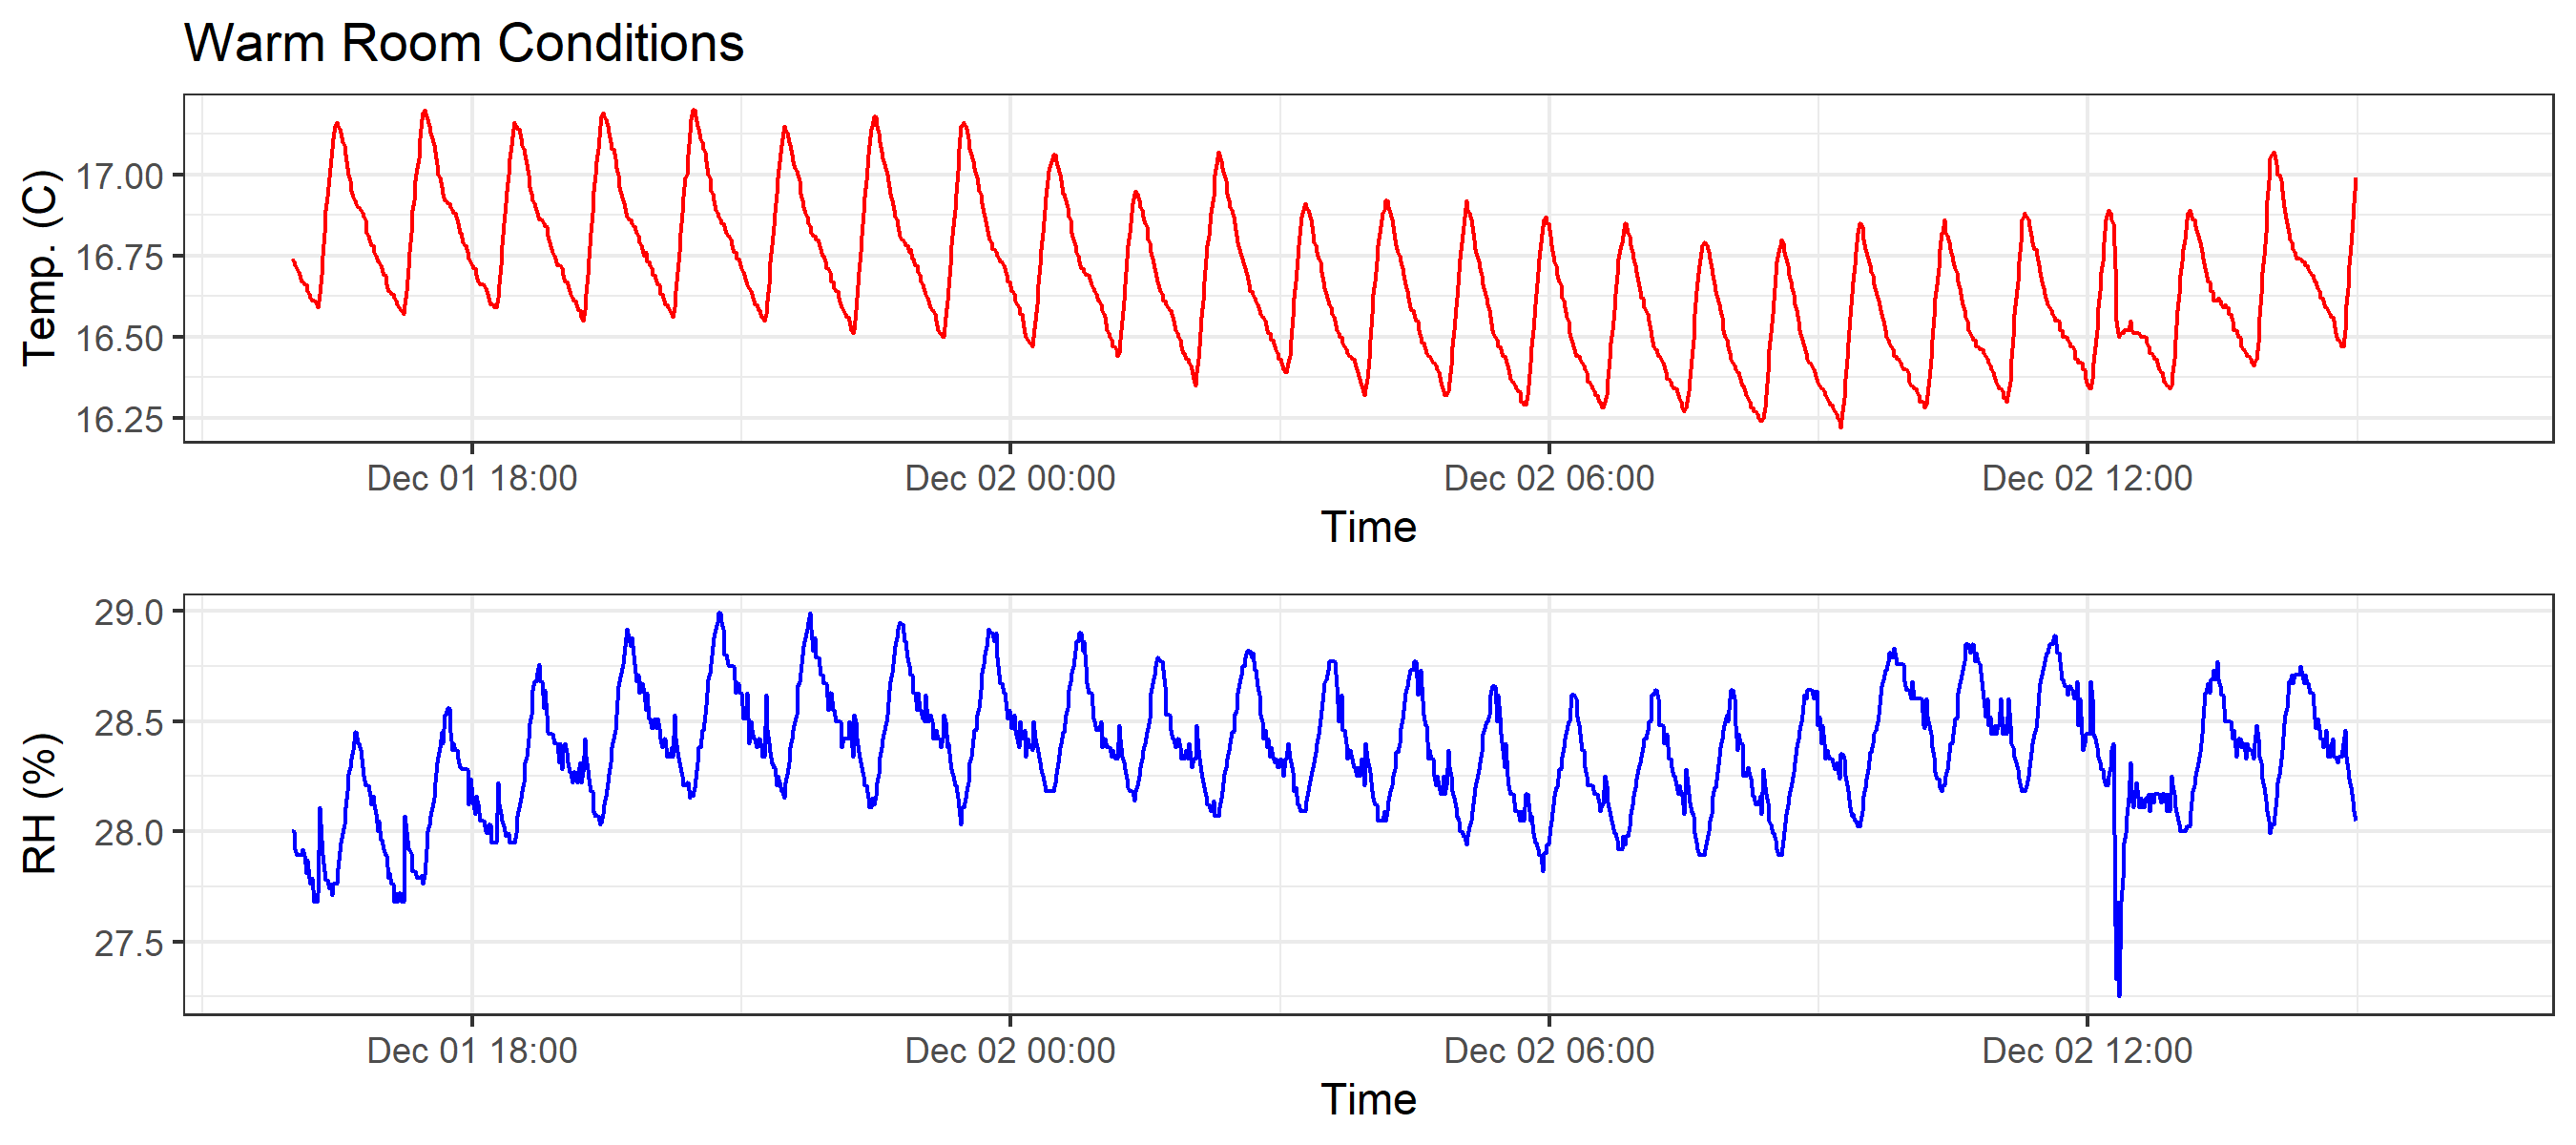 Warm Room Conditions
Temp. (C)
17.00
16.75
16.50
16.25
Dec 01 18:00 Dec 02 00:00 Dec 02 06:00 Dec 02 12:00
Time
RH (%)
29.0
28.5
28.0
27.5
Dec 01 18:00 Dec 02 00:00 Dec 02 06:00 Dec 02 12:00
Time